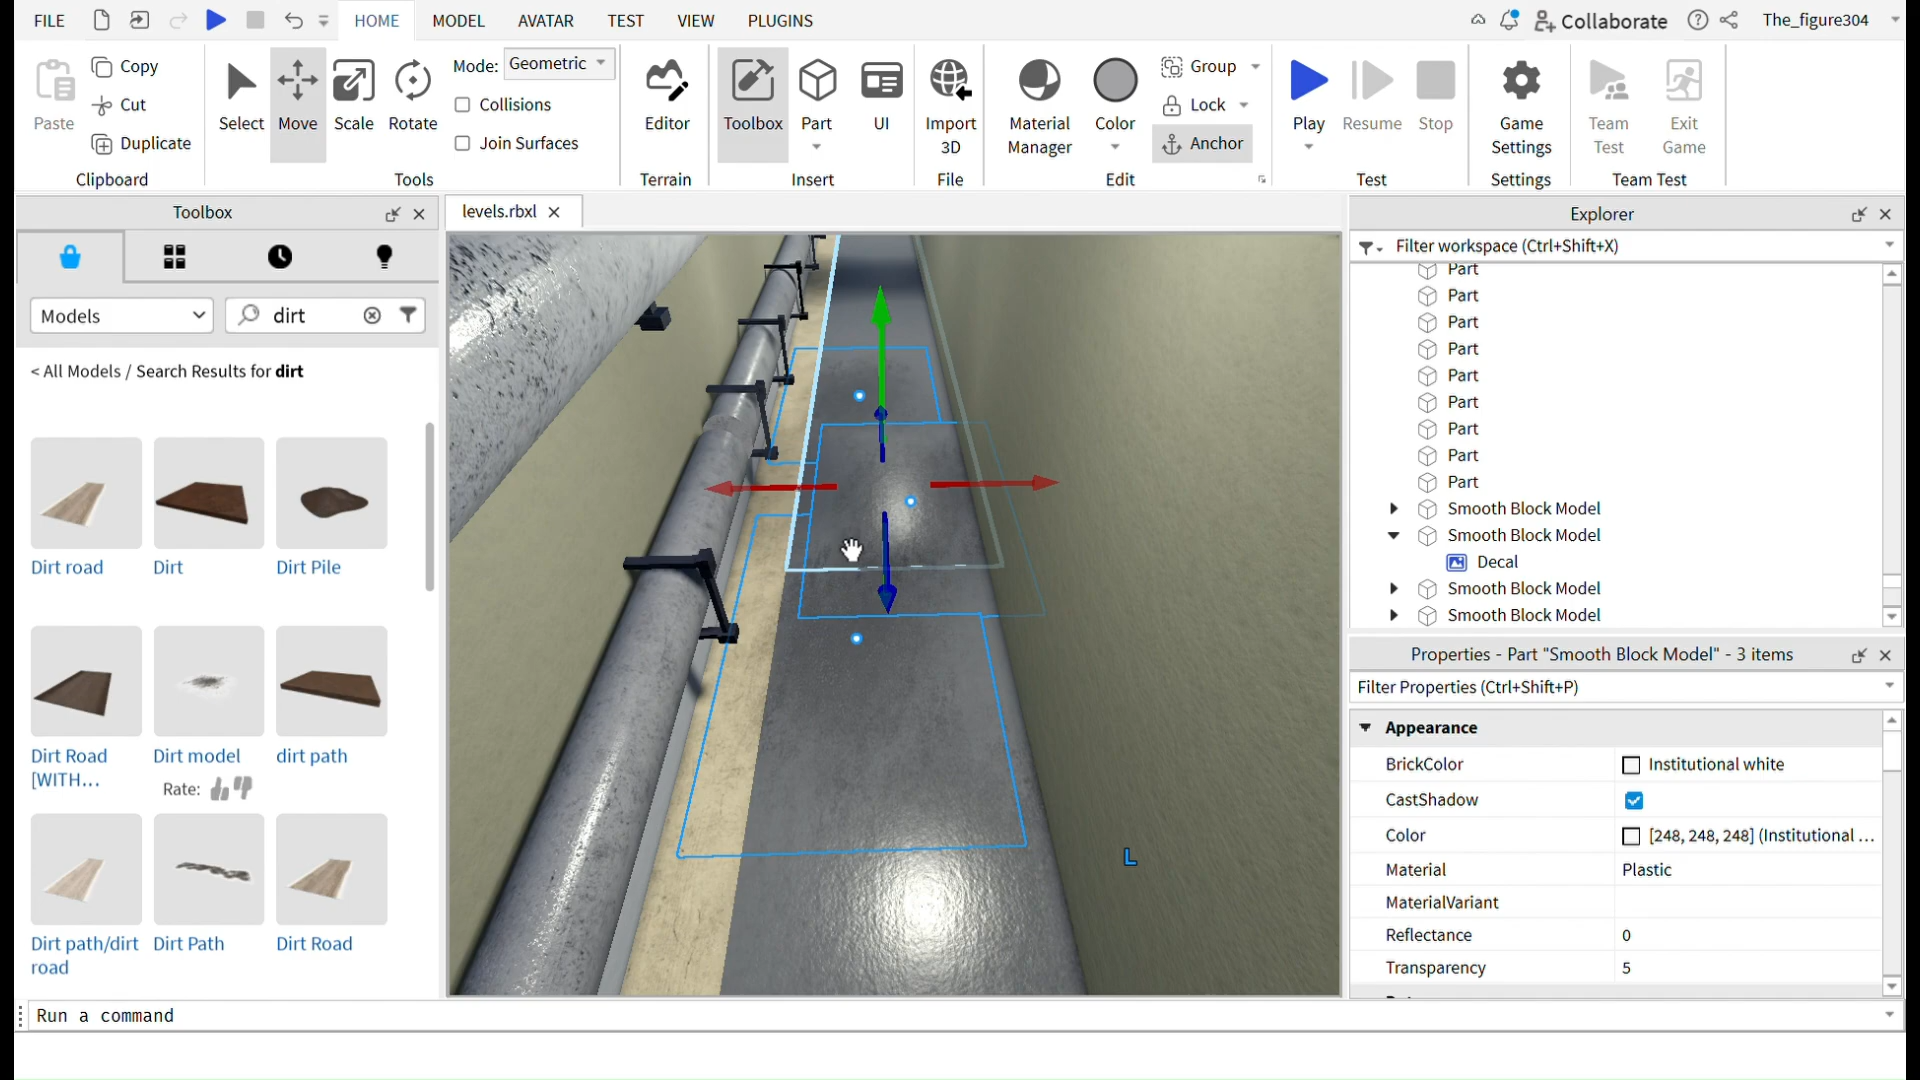 FILE
HOME
MODEL
AVATAR
TEST
VIEW
PLUGINS
Collaborate
The_figure304
Paste
Copy
Cut
Duplicate
Clipboard
Select
Move
Scale
Rotate
Mode: Geometric
Collisions
Join Surfaces
Tools
Editor
Terrain
Toolbox
Part
UI
Insert
Import
3D
File
Material
Manager
Color
Group
Lock
Anchor
Edit
Play
Resume
Stop
Test
Game
Settings
Settings
Team
Test
Exit
Game
Team Test
Toolbox
Models
dirt
< All Models / Search Results for dirt
Dirt road
Dirt
Dirt Pile
Dirt Road
[WITH...
Dirt model
Rate:
dirt path
Dirt path/dirt
road
Dirt Path
Dirt Road
levels.rbxl
L
Explorer
Filter workspace (Ctrl+Shift+X)
Part
Part
Part
Part
Part
Part
Part
Part
Part
Smooth Block Model
Smooth Block Model
Decal
Smooth Block Model
Smooth Block Model
Properties - Part "Smooth Block Model" - 3 items
Filter Properties (Ctrl+Shift+P)
Appearance
BrickColor Institutional white
CastShadow
Color [248, 248, 248] (Institutional ...
Material Plastic
MaterialVariant
Reflectance 0
Transparency 5
Run a command